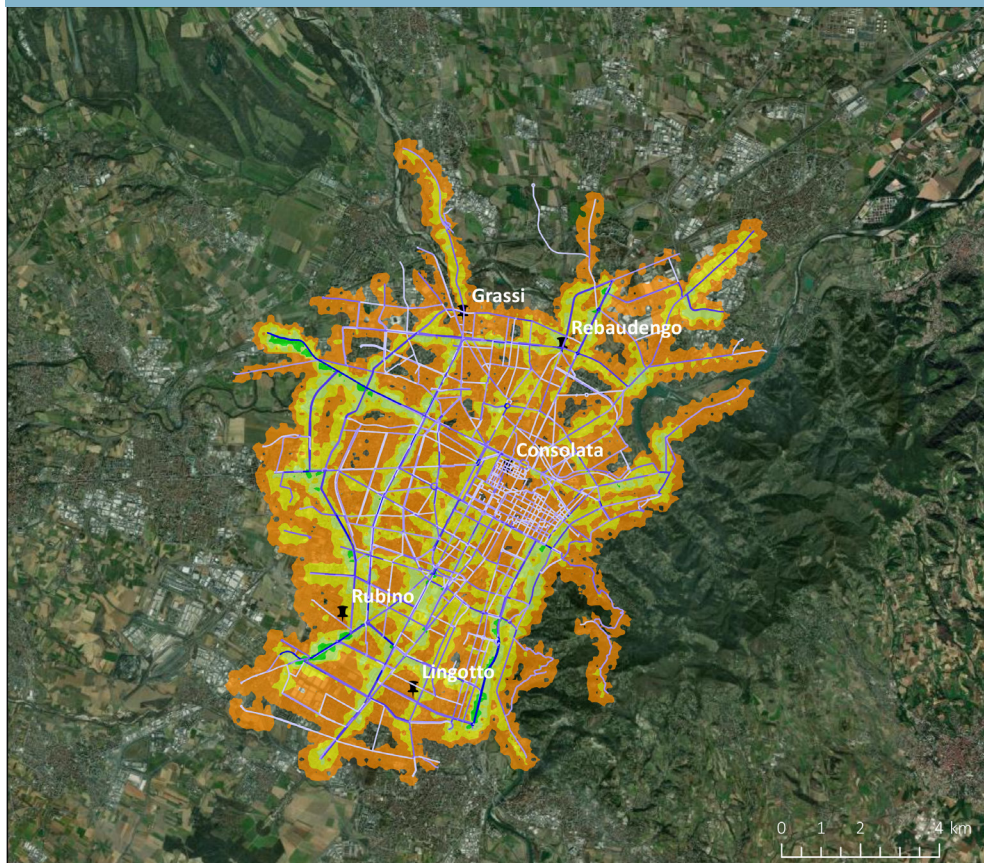 Grassi
Rebaudengo
Consolata
Rubino
Lingotto
0 1 2 4 km